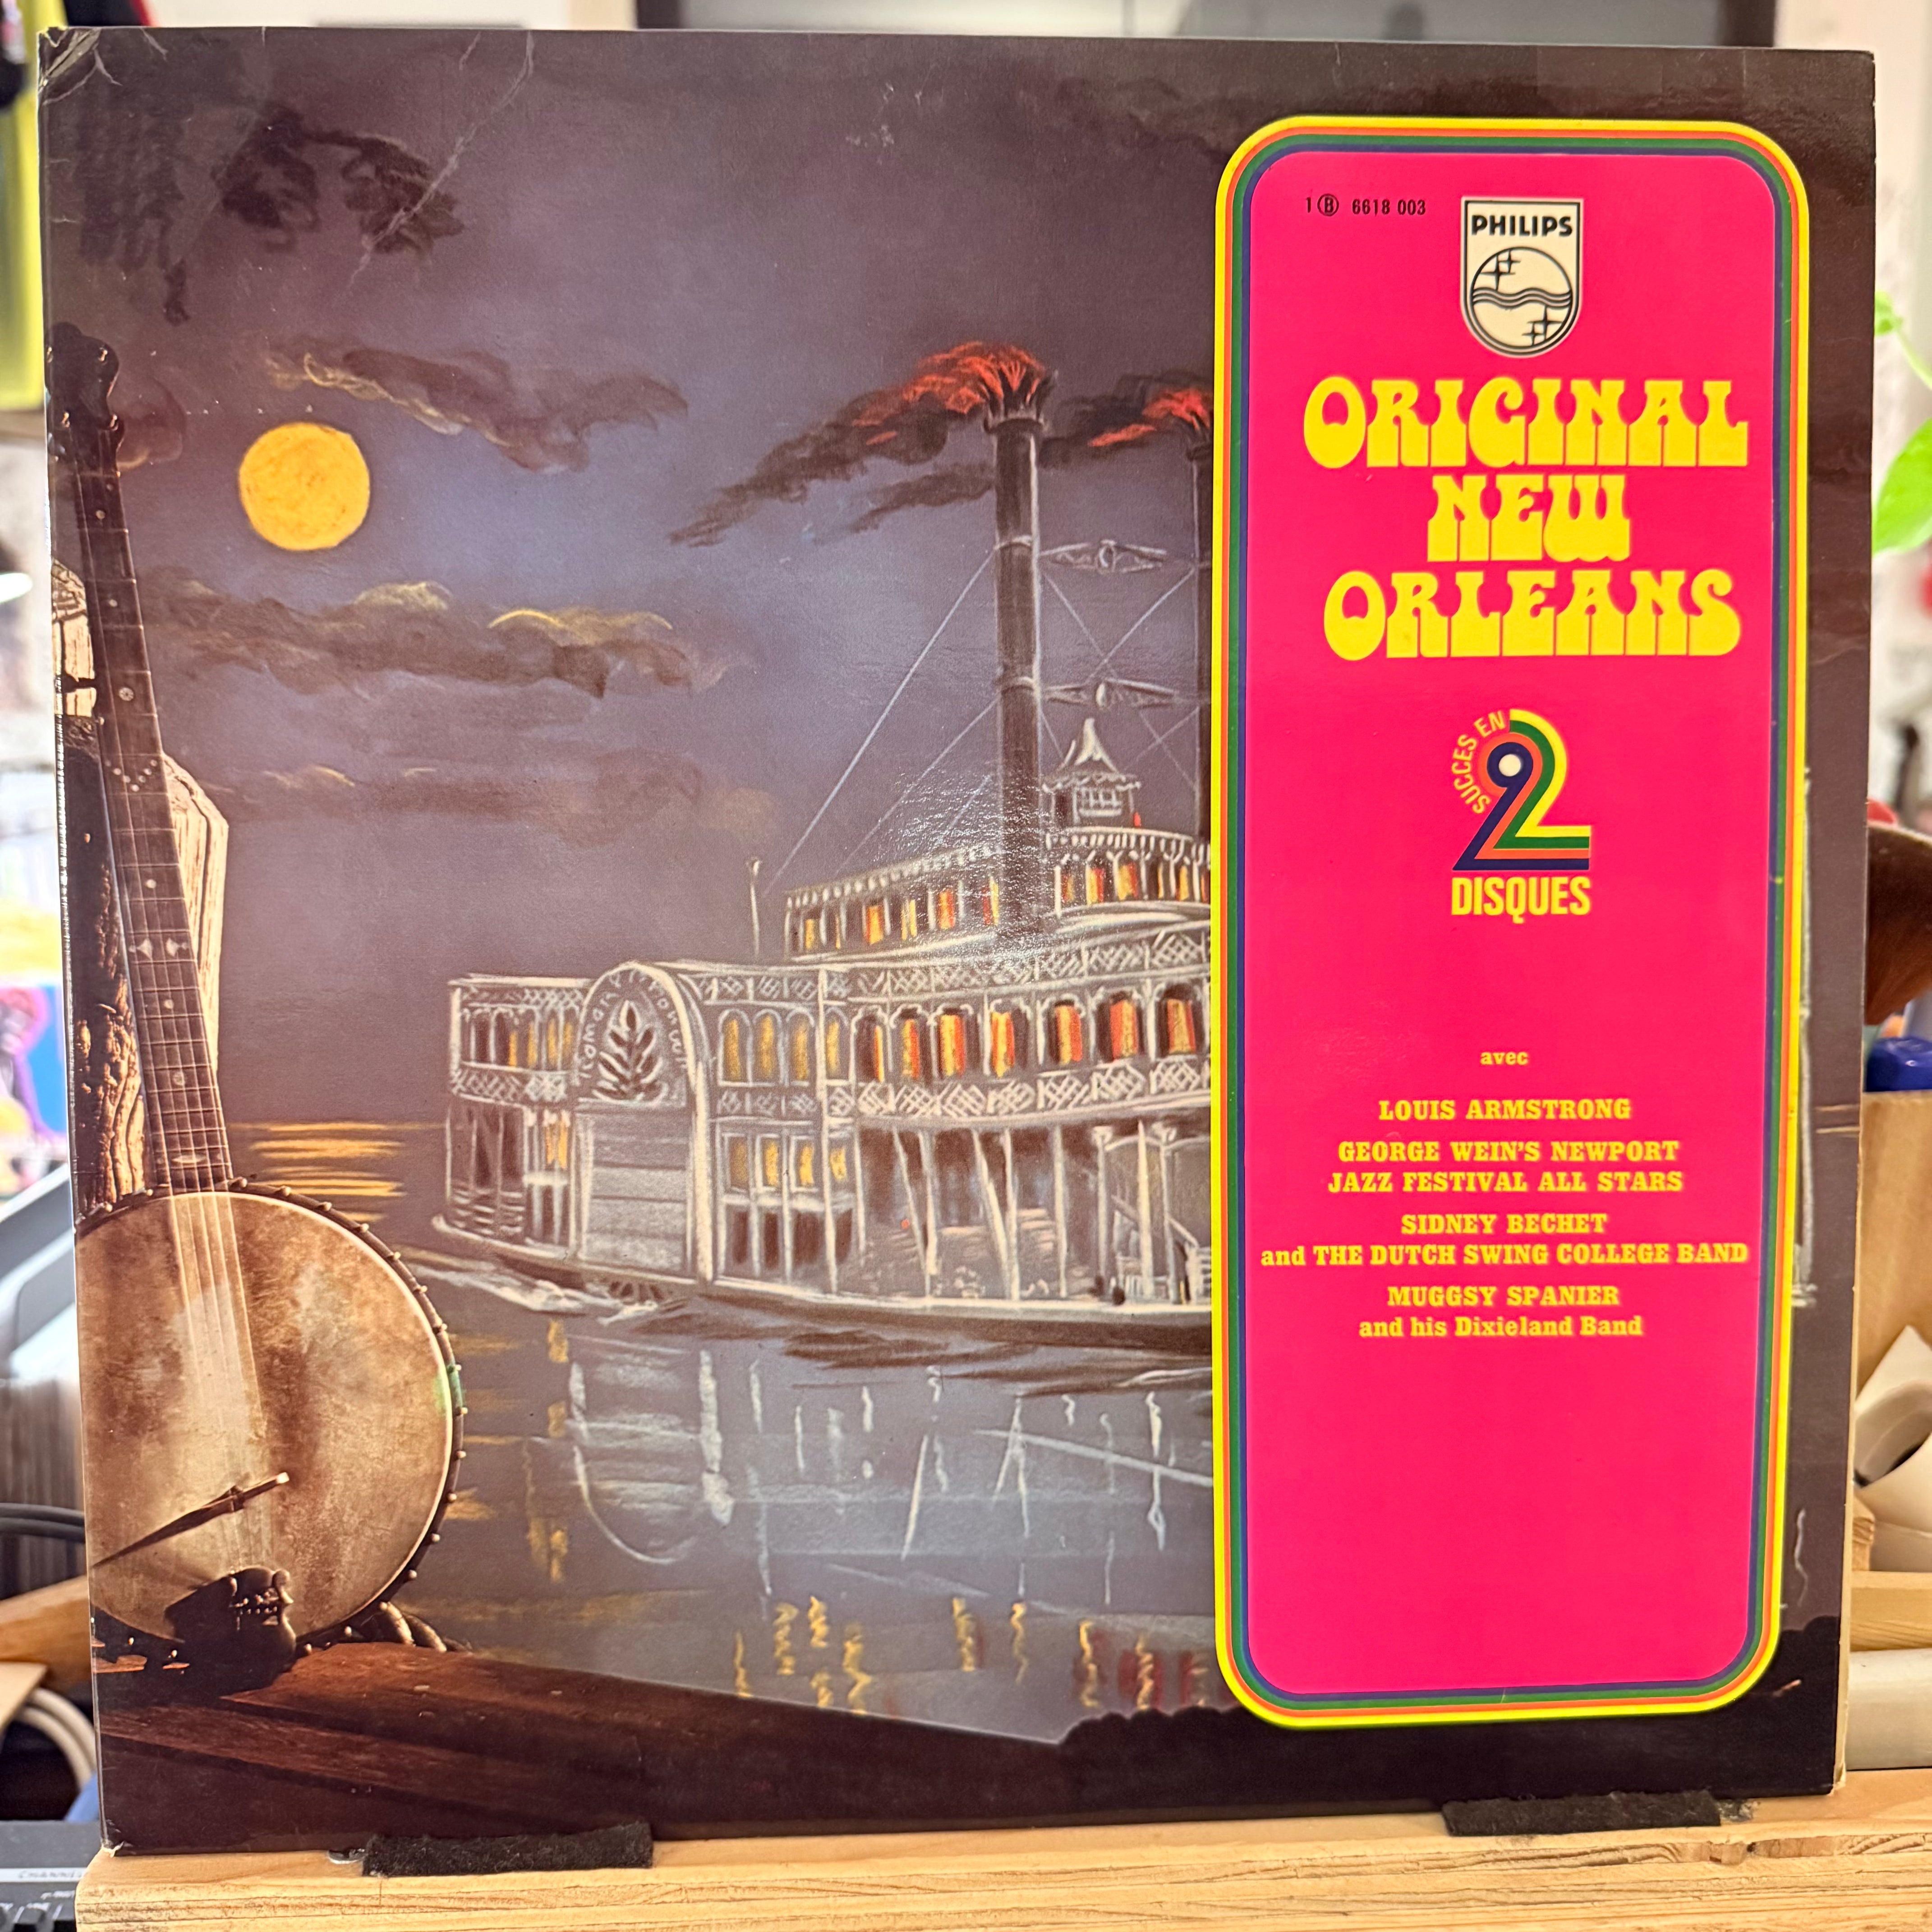 1 Ⓑ 6618 003
PHILIPS
ORIGINAL
NEW
ORLEANS
SUCCES EN
2
DISQUES
avec
LOUIS ARMSTRONG
GEORGE WEIN'S NEWPORT
JAZZ FESTIVAL ALL STARS
SIDNEY BECHET
and THE DUTCH SWING COLLEGE BAND
MUGGSY SPANIER
and his Dixieland Band